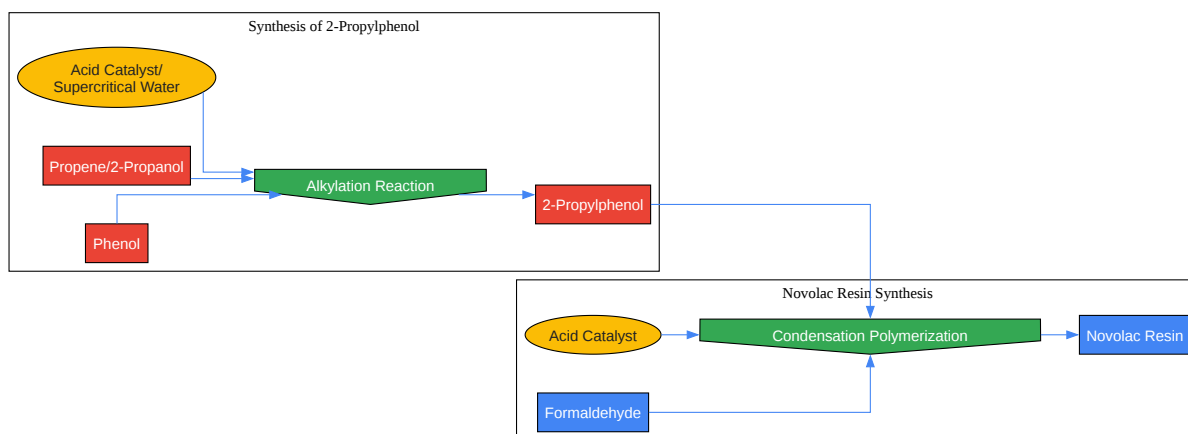 Synthesis of 2-Propylphenol
Acid Catalyst/
Supercritical Water
Propene/2-Propanol
Alkylation Reaction
2-Propylphenol
Phenol
Novolac Resin Synthesis
Acid Catalyst
Condensation Polymerization
Novolac Resin
Formaldehyde